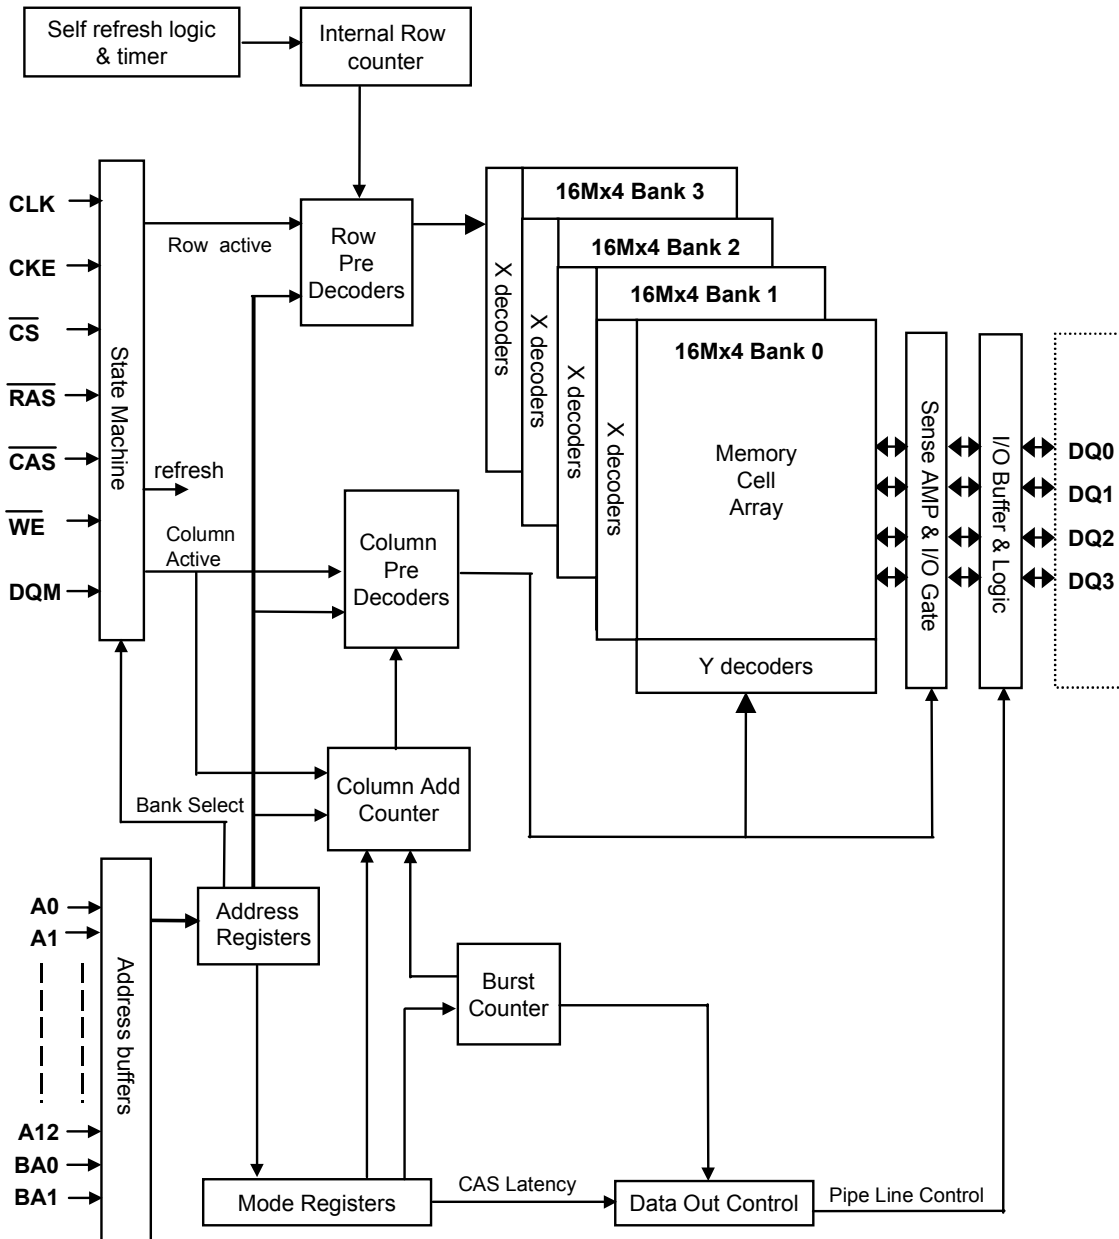 Self refresh logic
& timer
Internal Row
counter
CLK
CKE
CS
RAS
CAS
WE
DQM
State Machine
Row active
refresh
Column
Active
Bank Select
Row
Pre
Decoders
Column
Pre
Decoders
Column Add
Counter
X decoders
X decoders
X decoders
X decoders
16Mx4 Bank 3
16Mx4 Bank 2
16Mx4 Bank 1
16Mx4 Bank 0
Memory
Cell
Array
Y decoders
Sense AMP & I/O Gate
I/O Buffer & Logic
DQ0
DQ1
DQ2
DQ3
A0
A1
A12
BA0
BA1
Address buffers
Address
Registers
Burst
Counter
Mode Registers
CAS Latency
Data Out Control
Pipe Line Control